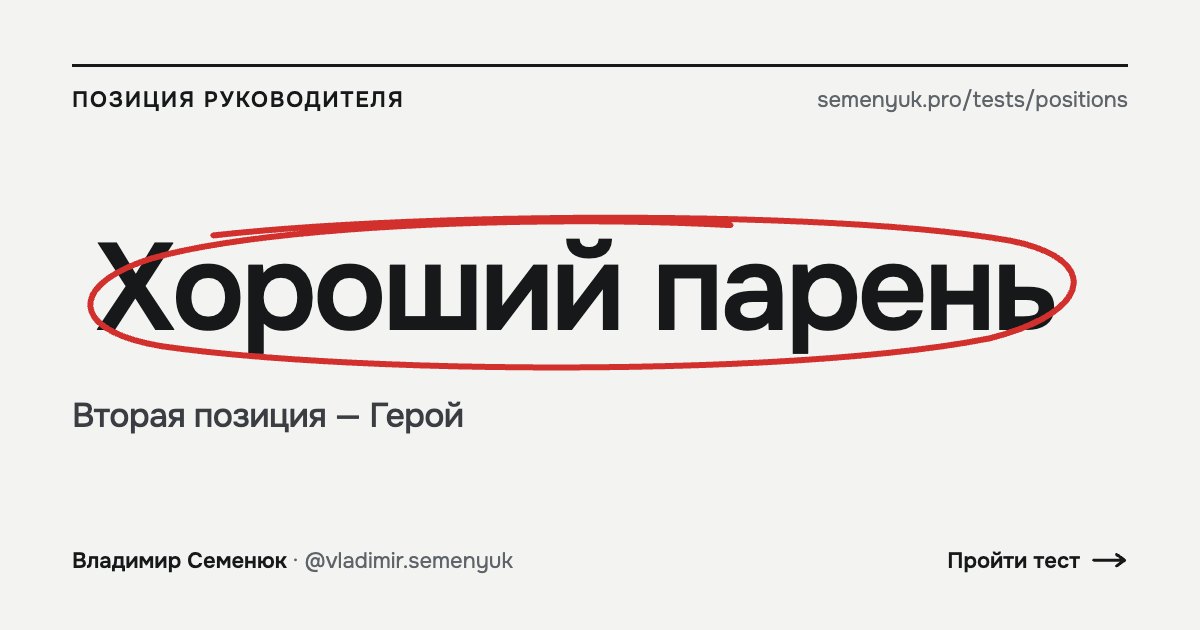 ПОЗИЦИЯ РУКОВОДИТЕЛЯ
semenyuk.pro/tests/positions
Хороший парень
Вторая позиция — Герой
Владимир Семенюк · @vladimir.semenyuk
Пройти тест →